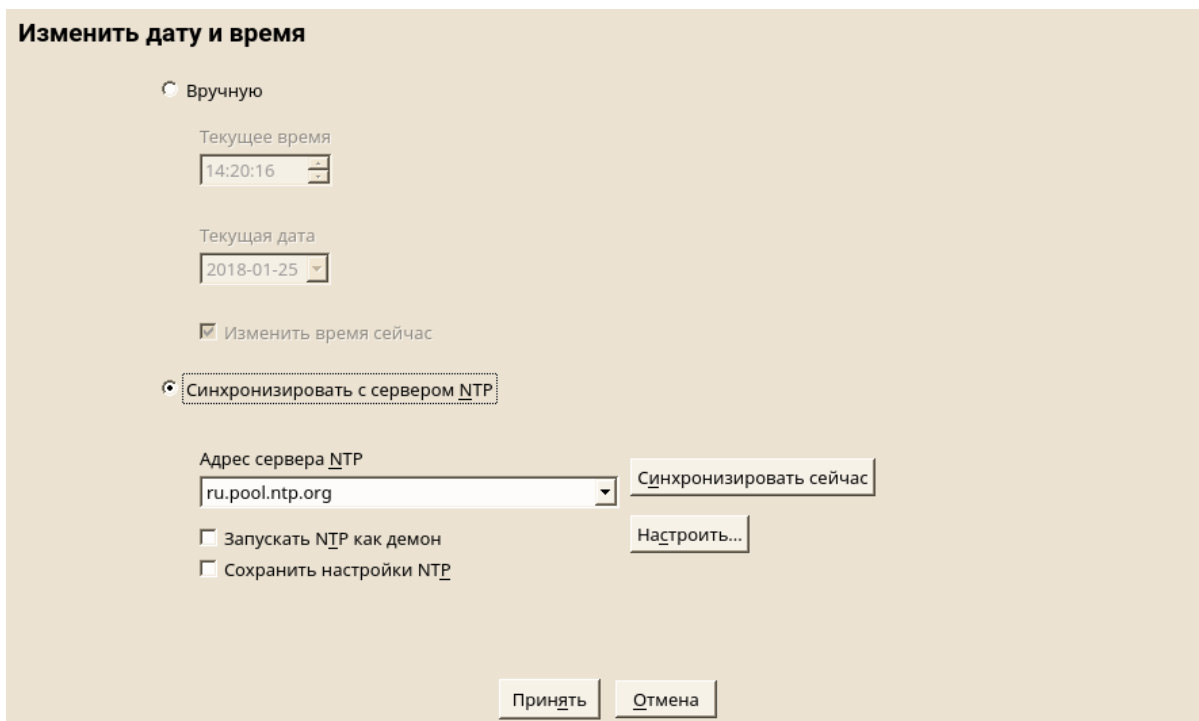 Изменить дату и время
Вручную
Текущее время
14:20:16
Текущая дата
2018-01-25
Изменить время сейчас
Синхронизировать с сервером NTP
Адрес сервера NTP
ru.pool.ntp.org
Синхронизировать сейчас
Запускать NTP как демон
Настроить...
Сохранить настройки NTP
Принять Отмена